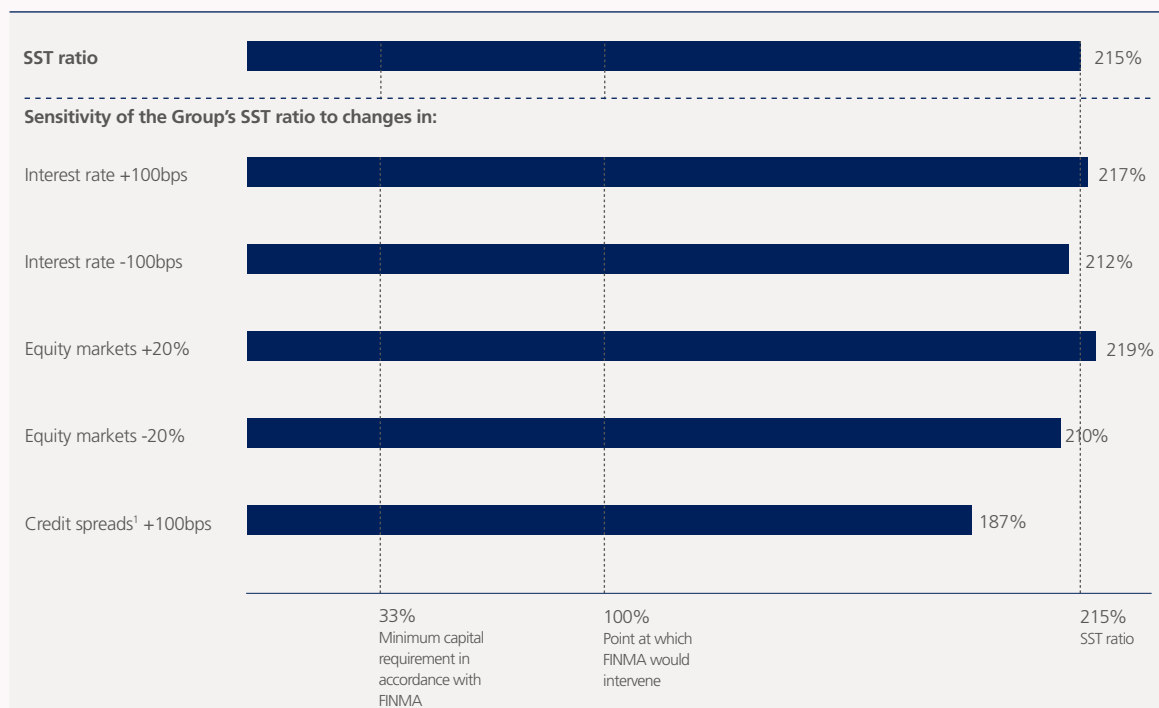 SST ratio
215%
Sensitivity of the Group’s SST ratio to changes in:
Interest rate +100bps
217%
Interest rate -100bps
212%
Equity markets +20%
219%
Equity markets -20%
210%
Credit spreads¹ +100bps
187%
33%
Minimum capital
requirement in
accordance with
FINMA
100%
Point at which
FINMA would
intervene
215%
SST ratio